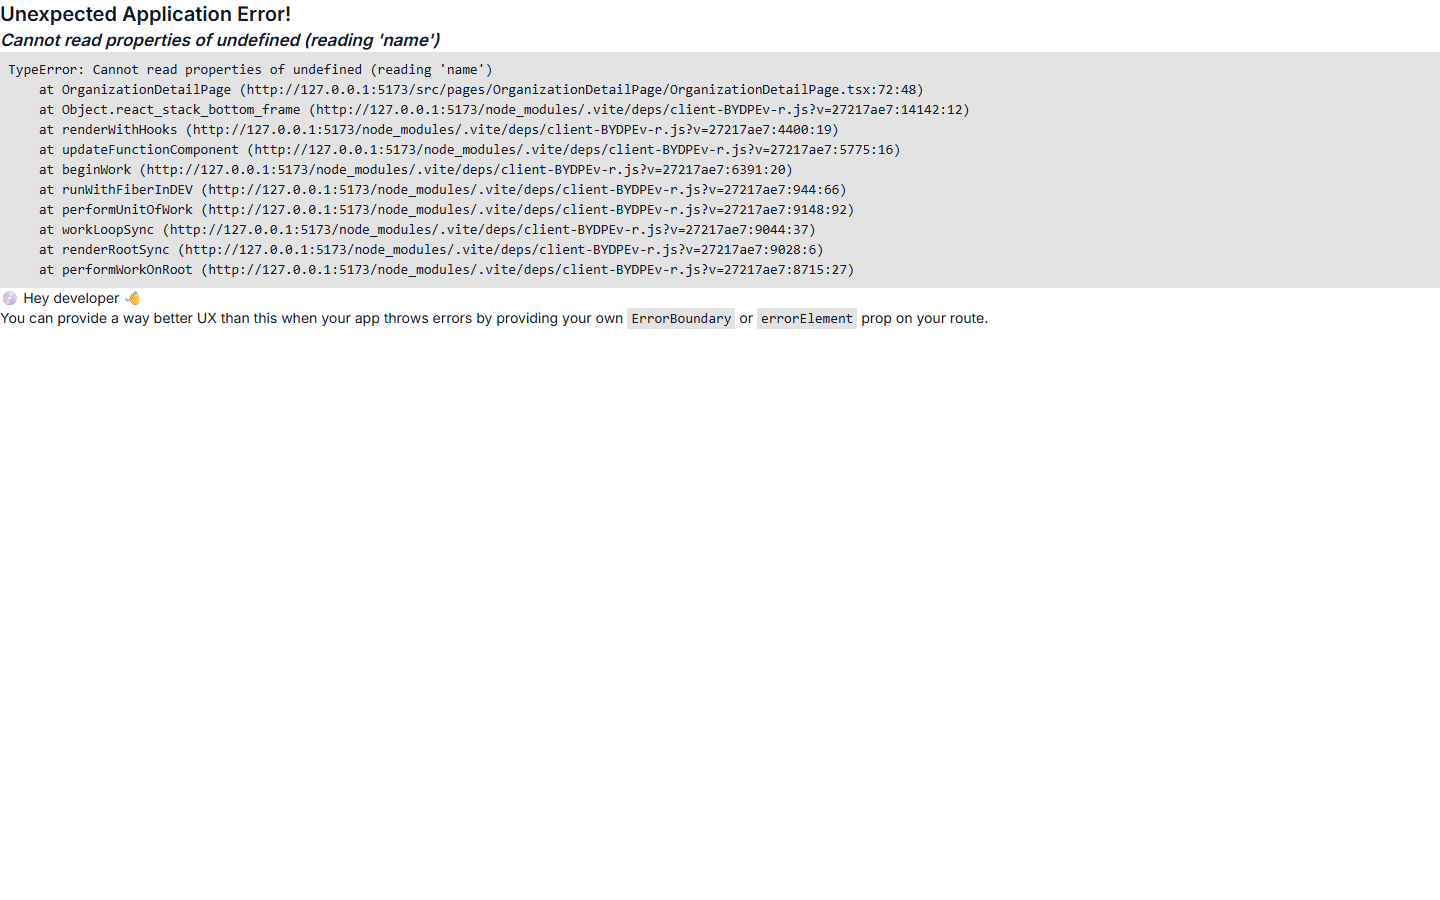 Unexpected Application Error!
Cannot read properties of undefined (reading 'name')
TypeError: Cannot read properties of undefined (reading 'name')
    at OrganizationDetailPage (http://127.0.0.1:5173/src/pages/OrganizationDetailPage/OrganizationDetailPage.tsx:72:48)
    at Object.react_stack_bottom_frame (http://127.0.0.1:5173/node_modules/.vite/deps/client-BYDPEv-r.js?v=27217ae7:14142:12)
    at renderWithHooks (http://127.0.0.1:5173/node_modules/.vite/deps/client-BYDPEv-r.js?v=27217ae7:4400:19)
    at updateFunctionComponent (http://127.0.0.1:5173/node_modules/.vite/deps/client-BYDPEv-r.js?v=27217ae7:5775:16)
    at beginWork (http://127.0.0.1:5173/node_modules/.vite/deps/client-BYDPEv-r.js?v=27217ae7:6391:20)
    at runWithFiberInDEV (http://127.0.0.1:5173/node_modules/.vite/deps/client-BYDPEv-r.js?v=27217ae7:944:66)
    at performUnitOfWork (http://127.0.0.1:5173/node_modules/.vite/deps/client-BYDPEv-r.js?v=27217ae7:9148:92)
    at workLoopSync (http://127.0.0.1:5173/node_modules/.vite/deps/client-BYDPEv-r.js?v=27217ae7:9044:37)
    at renderRootSync (http://127.0.0.1:5173/node_modules/.vite/deps/client-BYDPEv-r.js?v=27217ae7:9028:6)
    at performWorkOnRoot (http://127.0.0.1:5173/node_modules/.vite/deps/client-BYDPEv-r.js?v=27217ae7:8715:27)
💿 Hey developer 👋
You can provide a way better UX than this when your app throws errors by providing your own ErrorBoundary or errorElement prop on your route.